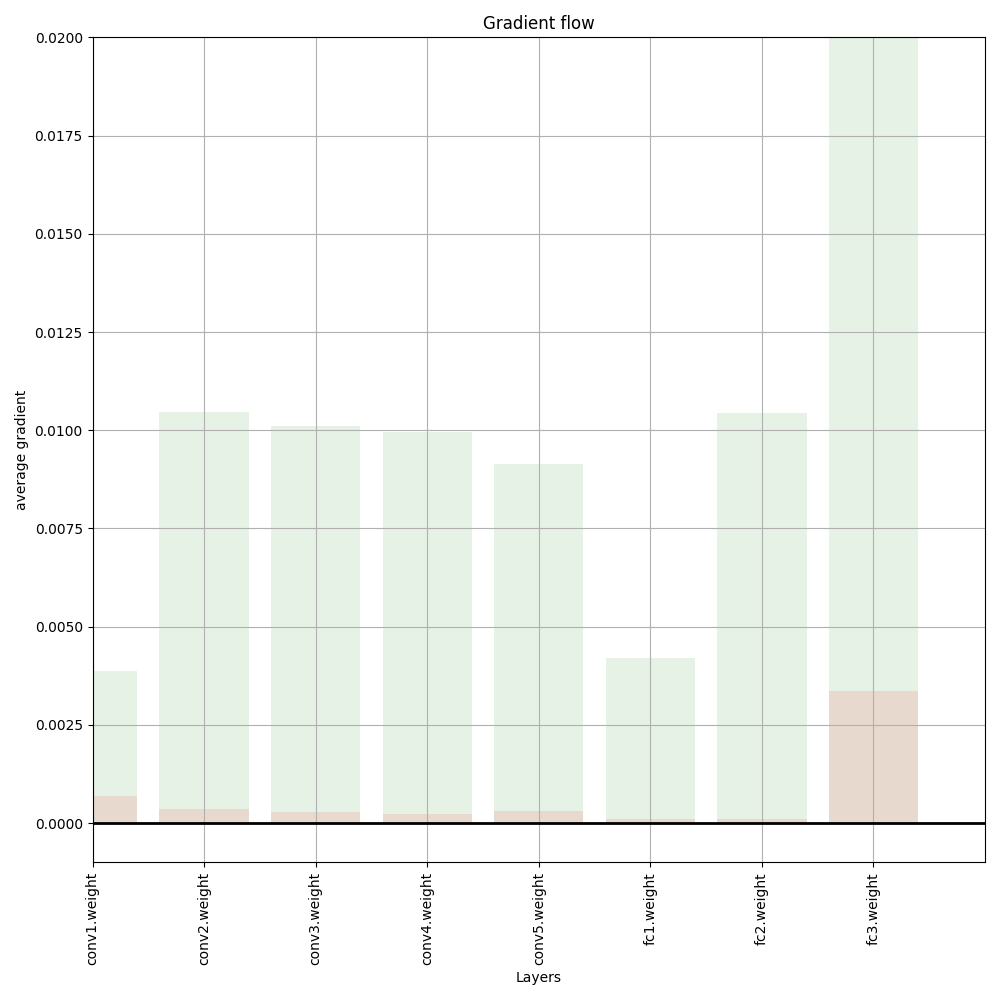 Gradient flow
0.0200
0.0175
0.0150
0.0125
0.0100
0.0075
0.0050
0.0025
0.0000
average gradient
conv1.weight
conv2.weight
conv3.weight
conv4.weight
conv5.weight
fc1.weight
fc2.weight
fc3.weight
Layers